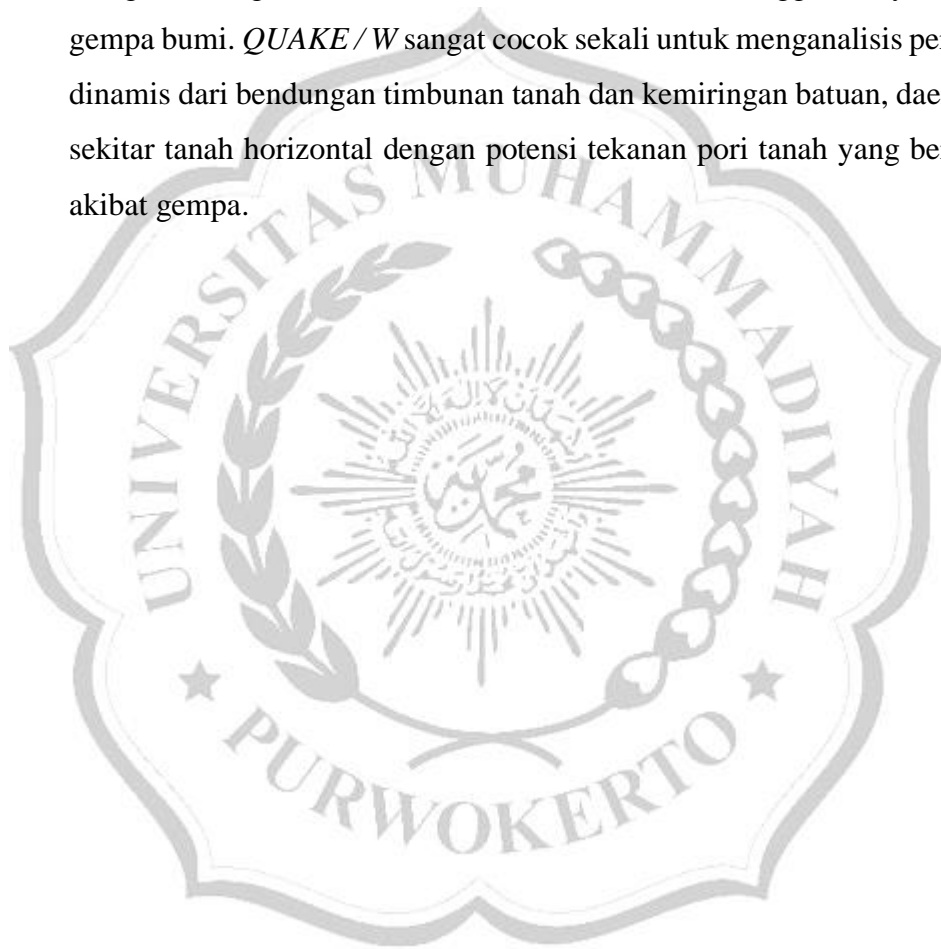 gempa bumi. QUAKE / W sangat cocok sekali untuk menganalisis
dinamis dari bendungan timbunan tanah dan kemiringan batuan,
sekitar tanah horizontal dengan potensi tekanan pori tanah yang
akibat gempa.
UNIVERSITAS MUHAMMADIYAH
PURWOKERTO